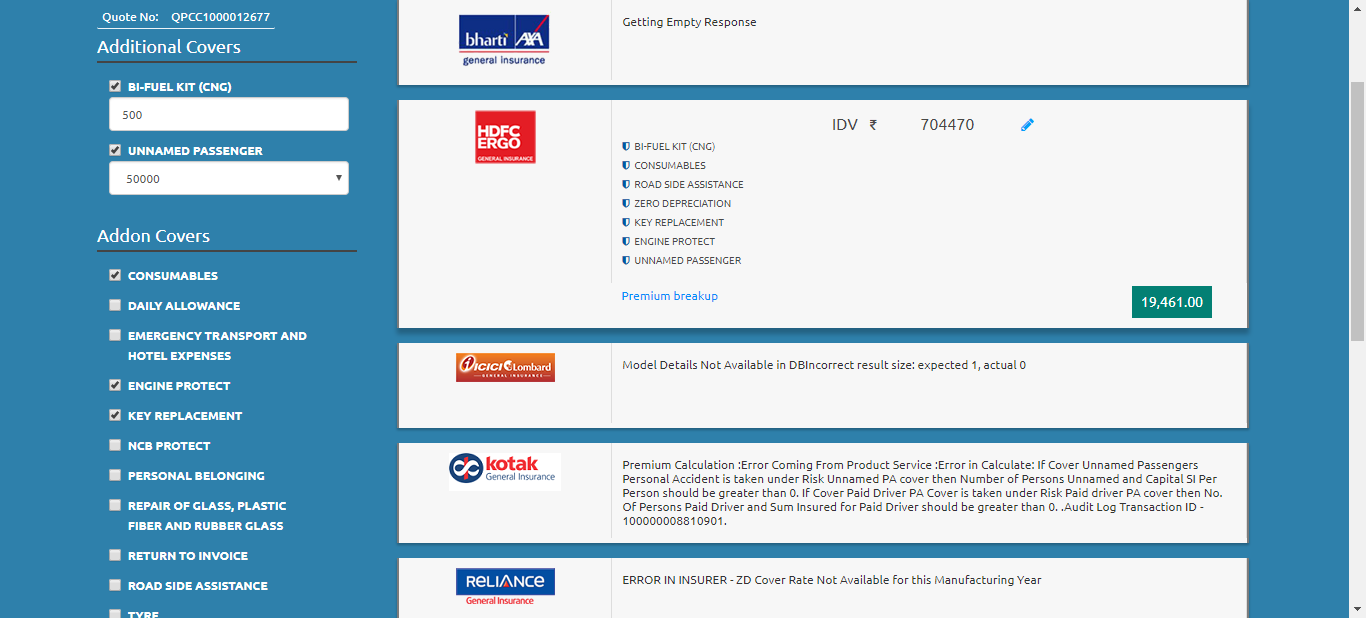 Quote No: QPCC1000012677
Additional Covers
BI-FUEL KIT (CNG)
500
UNNAMED PASSENGER
50000
Addon Covers
CONSUMABLES
DAILY ALLOWANCE
EMERGENCY TRANSPORT AND
HOTEL EXPENSES
ENGINE PROTECT
KEY REPLACEMENT
NCB PROTECT
PERSONAL BELONGING
REPAIR OF GLASS, PLASTIC
FIBER AND RUBBER GLASS
RETURN TO INVOICE
ROAD SIDE ASSISTANCE
TYRE
bharti AXA
general insurance
Getting Empty Response
HDFC
ERGO
GENERAL INSURANCE
IDV ₹ 704470
BI-FUEL KIT (CNG)
CONSUMABLES
ROAD SIDE ASSISTANCE
ZERO DEPRECIATION
KEY REPLACEMENT
ENGINE PROTECT
UNNAMED PASSENGER
Premium breakup
19,461.00
ICICI Lombard
GENERAL INSURANCE
Model Details Not Available in DBIncorrect result size: expected 1, actual 0
kotak
General Insurance
Premium Calculation :Error Coming From Product Service :Error in Calculate: If Cover Unnamed Passengers
Personal Accident is taken under Risk Unnamed PA cover then Number of Persons Unnamed and Capital SI Per
Person should be greater than 0. If Cover Paid Driver PA Cover is taken under Risk Paid driver PA cover then No.
Of Persons Paid Driver and Sum Insured for Paid Driver should be greater than 0. .Audit Log Transaction ID -
100000008810901.
RELIANCE
General Insurance
ERROR IN INSURER - ZD Cover Rate Not Available for this Manufacturing Year